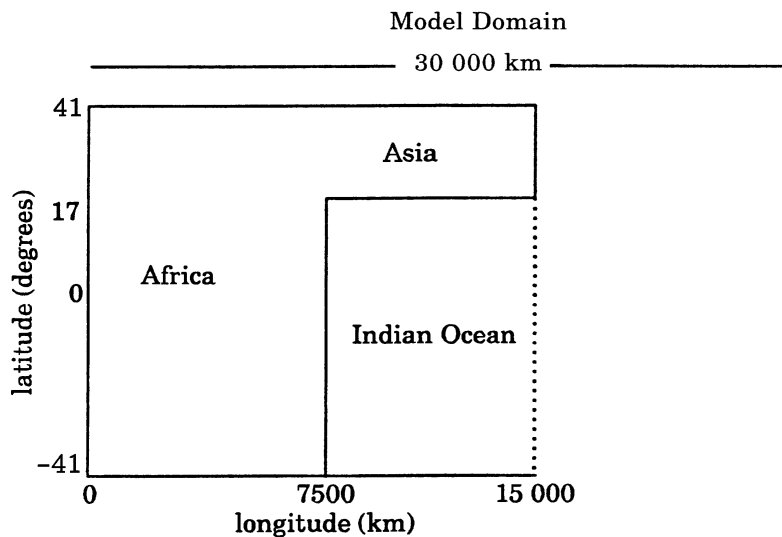 Model Domain
30 000 km
41
Asia
17
latitude (degrees)
Africa
0
Indian Ocean
–41
0 7500 15 000
longitude (km)